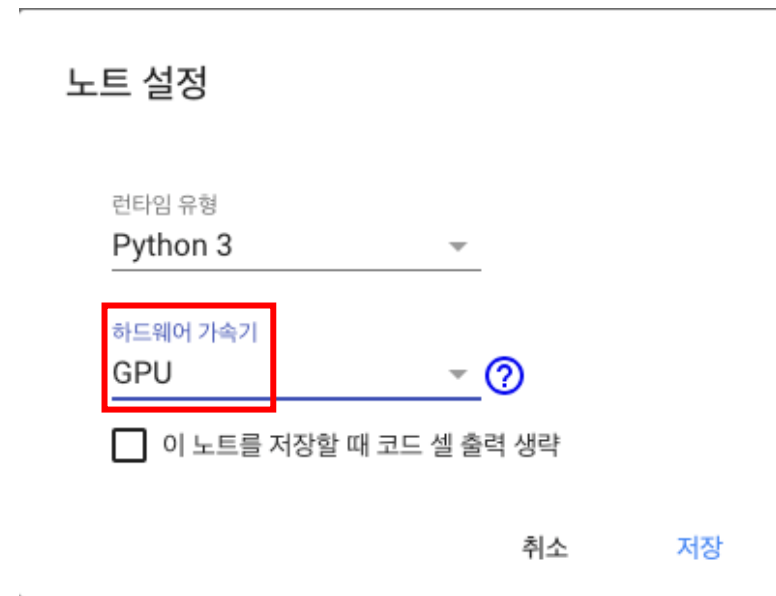 노트 설정
런타임 유형
Python 3
하드웨어 가속기
GPU
?
이 노트를 저장할 때 코드 셀 출력 생략
취소 저장